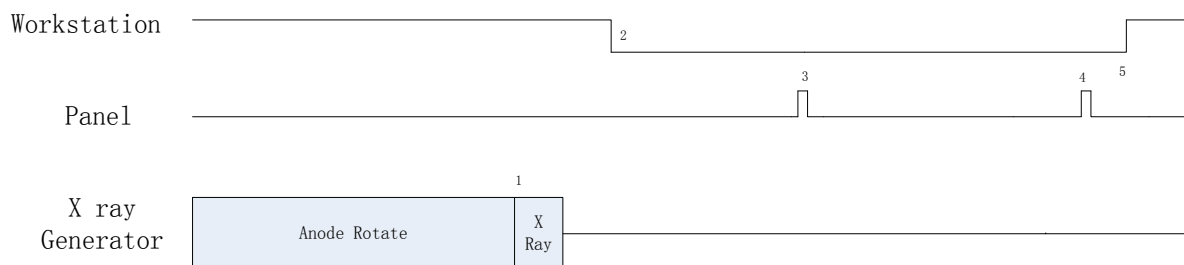 Workstation
2
3
4
5
Panel
1
X ray
Generator
Anode Rotate
X
Ray